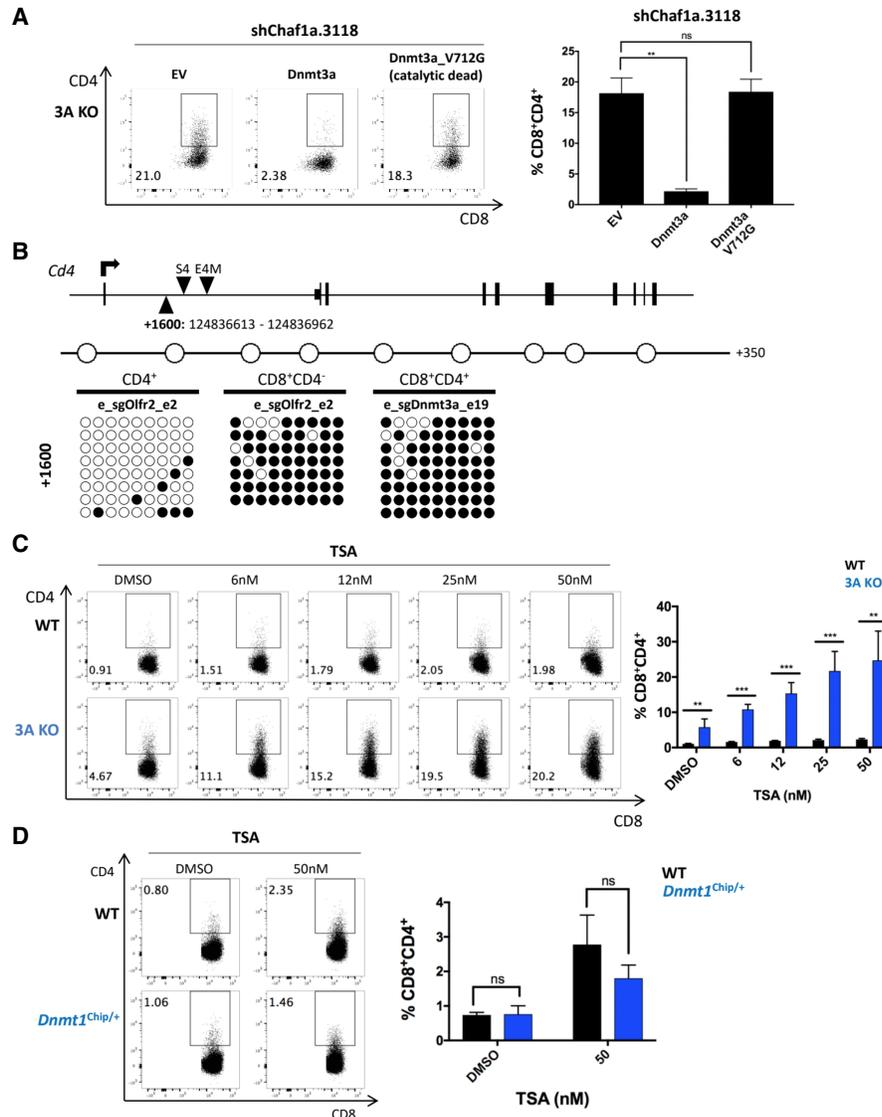 A
shChaf1a.3118
EV
Dnmt3a
Dnmt3a_V712G
(catalytic dead)
CD4
3A KO
21.0
2.38
18.3
CD8
shChaf1a.3118
% CD8+CD4+
25
20
15
10
5
0
ns
**
EV
Dnmt3a
Dnmt3a
V712G
B
Cd4
S4 E4M
+1600: 124836613 - 124836962
+350
CD4+
CD8+CD4-
CD8+CD4+
e_sgOlfr2_e2
e_sgOlfr2_e2
e_sgDnmt3a_e19
+1600
C
TSA
DMSO
6nM
12nM
25nM
50nM
CD4
WT
0.91
1.51
1.79
2.05
1.98
3A KO
4.67
11.1
15.2
19.5
20.2
CD8
WT
3A KO
% CD8+CD4+
40
30
20
10
0
**
***
***
***
**
DMSO
6
12
25
50
TSA (nM)
D
TSA
CD4
DMSO
50nM
WT
0.80
2.35
Dnmt1Chip/+
1.06
1.46
CD8
WT
Dnmt1Chip/+
% CD8+CD4+
4
3
2
1
0
ns
ns
DMSO
50
TSA (nM)